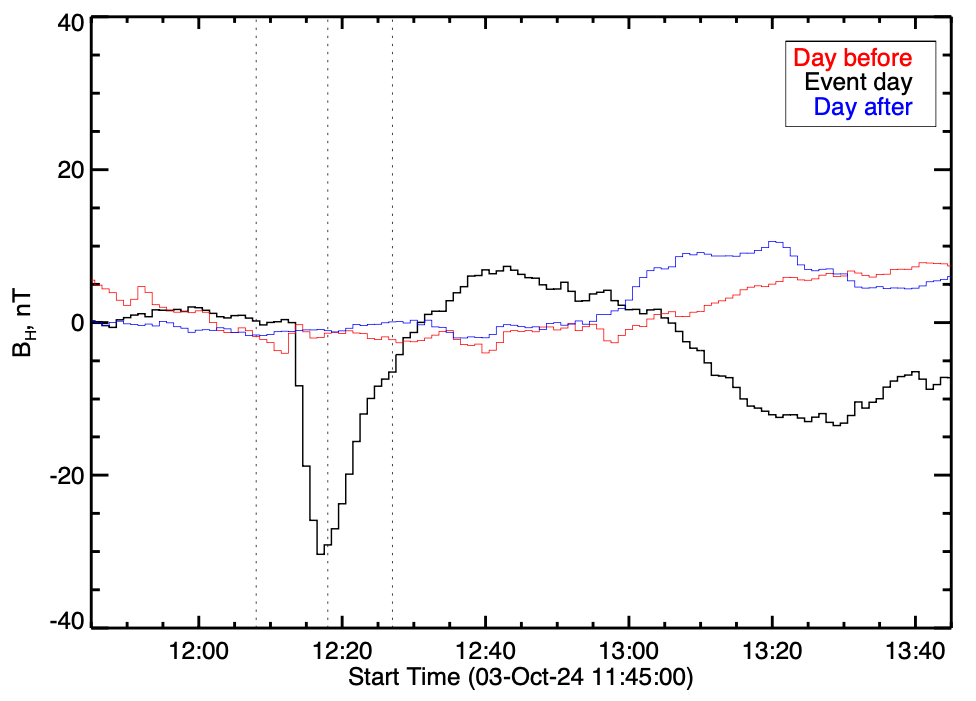 40
20
0
-20
-40
B_H, nT
Day before
Event day
Day after
12:00 12:20 12:40 13:00 13:20 13:40
Start Time (03-Oct-24 11:45:00)